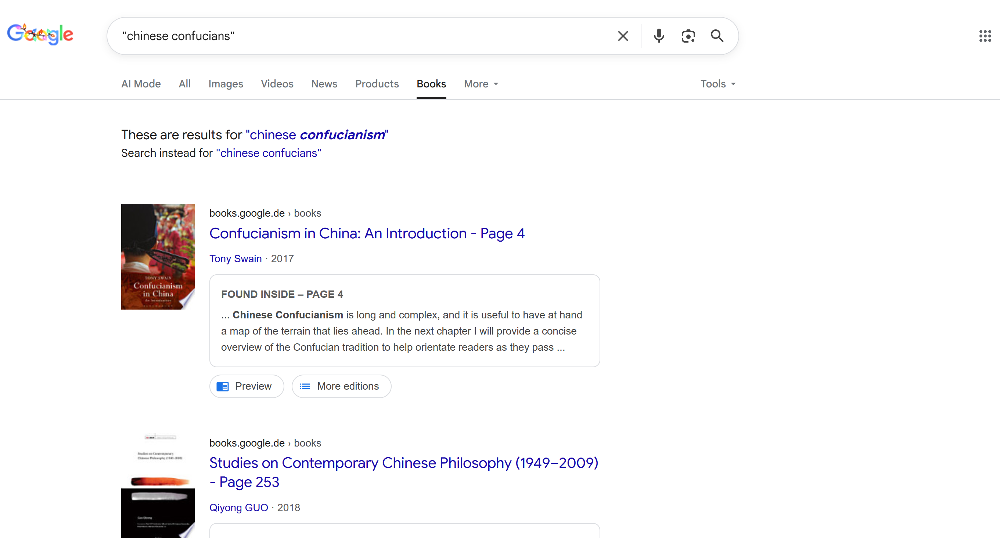 Google
"chinese confucians"
AI Mode All Images Videos News Products Books More Tools
These are results for "chinese confucianism"
Search instead for "chinese confucians"
books.google.de › books
Confucianism in China: An Introduction - Page 4
Tony Swain · 2017
TONY SWAIN
Confucianism
in China
An Introduction
FOUND INSIDE – PAGE 4
... Chinese Confucianism is long and complex, and it is useful to have at hand
a map of the terrain that lies ahead. In the next chapter I will provide a concise
overview of the Confucian tradition to help orientate readers as they pass ...
Preview More editions
books.google.de › books
Studies on Contemporary Chinese Philosophy (1949–2009)
- Page 253
Qiyong GUO · 2018
Studies on Contemporary
Chinese Philosophy (1949–2009)
Guo Qiyong